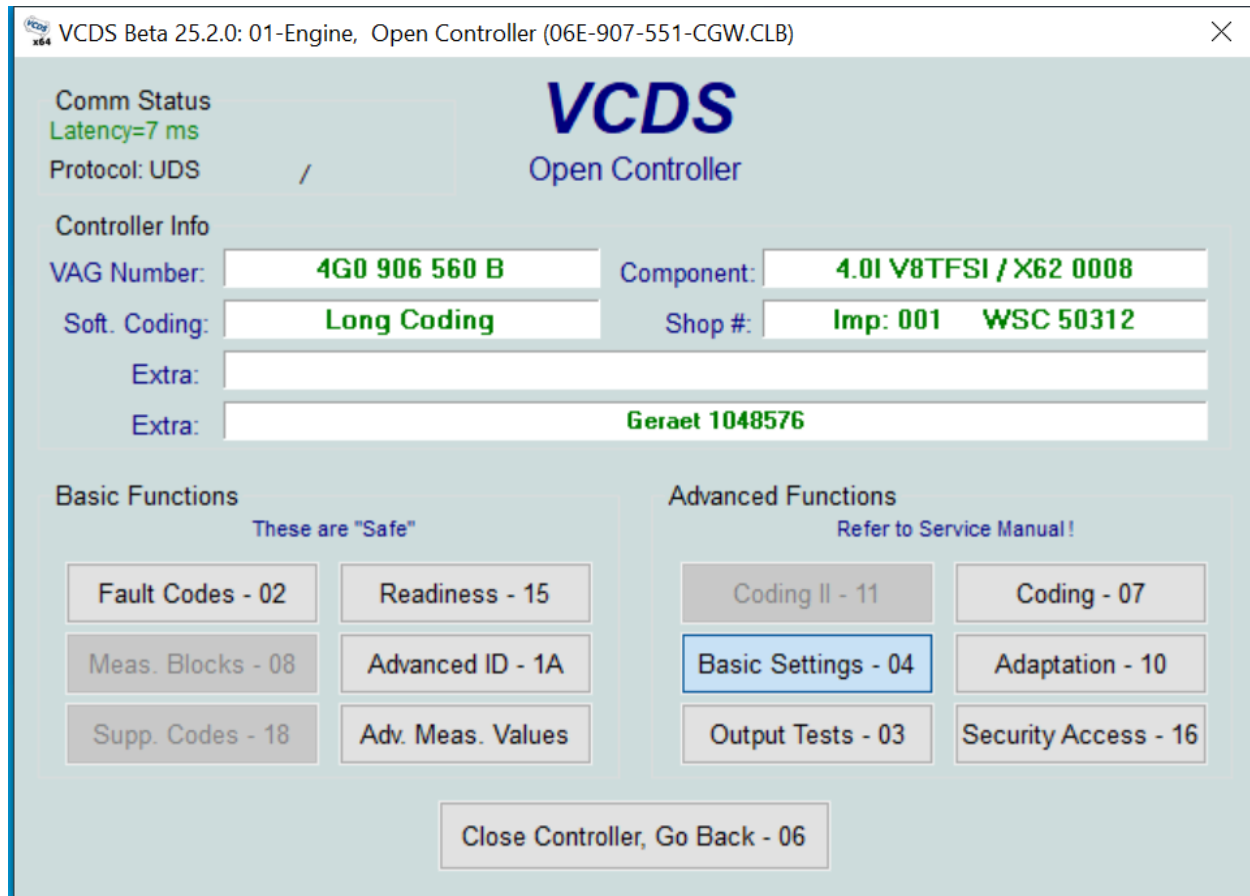 VCDS x64 VCDS Beta 25.2.0: 01-Engine, Open Controller (06E-907-551-CGW.CLB)
Comm Status
Latency=7 ms
Protocol: UDS /
VCDS
Open Controller
Controller Info
VAG Number: 4G0 906 560 B Component: 4.0l V8TFSI / X62 0008
Soft. Coding: Long Coding Shop #: Imp: 001 WSC 50312
Extra:
Extra: Geraet 1048576
Basic Functions
These are "Safe"
Fault Codes - 02 Readiness - 15
Meas. Blocks - 08 Advanced ID - 1A
Supp. Codes - 18 Adv. Meas. Values
Advanced Functions
Refer to Service Manual!
Coding II - 11 Coding - 07
Basic Settings - 04 Adaptation - 10
Output Tests - 03 Security Access - 16
Close Controller, Go Back - 06